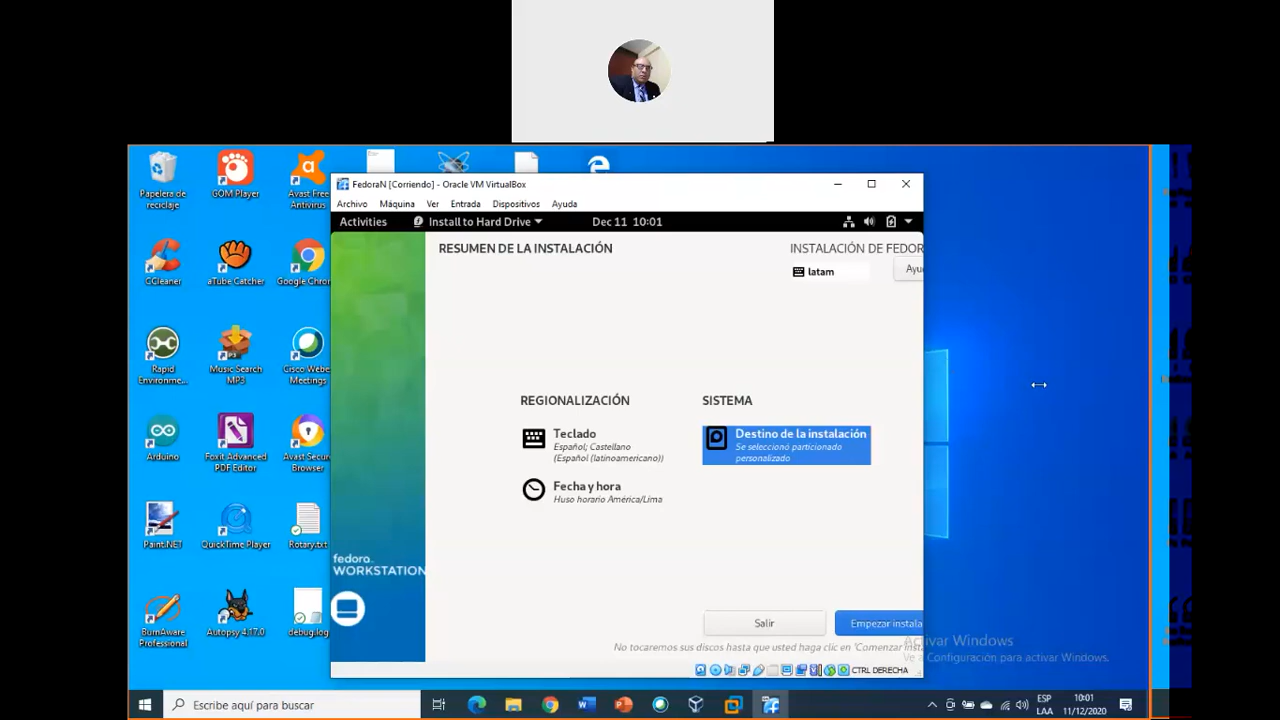 Papelera de
reciclaje
GOM Player
Avast Free
Antivirus
CCleaner
aTube Catcher
Google Chrom
Rapid
Environme...
Music Search
MP3
Cisco Webex
Meetings
Arduino
Foxit Advanced
PDF Editor
Avast Secure
Browser
Paint.NET
QuickTime Player
Rotary.txt
BurnAware
Professional
Autopsy 4.17.0
debug.log
FedoraN [Corriendo] - Oracle VM VirtualBox
Archivo Máquina Ver Entrada Dispositivos Ayuda
Activities Install to Hard Drive Dec 11 10:01
RESUMEN DE LA INSTALACIÓN
INSTALACIÓN DE FEDOR
latam
Ayu
REGIONALIZACIÓN
Teclado
Español; Castellano
(Español (latinoamericano))
Fecha y hora
Huso horario América/Lima
SISTEMA
Destino de la instalación
Se seleccionó particionado
personalizado
fedora.
WORKSTATION
Salir
Empezar instala
No tocaremos sus discos hasta que usted haga clic en 'Comenzar inst
CTRL DERECHA
Activar Windows
Ve a Configuración para activar Windows.
Escribe aquí para buscar
ESP
LAA
10:01
11/12/2020